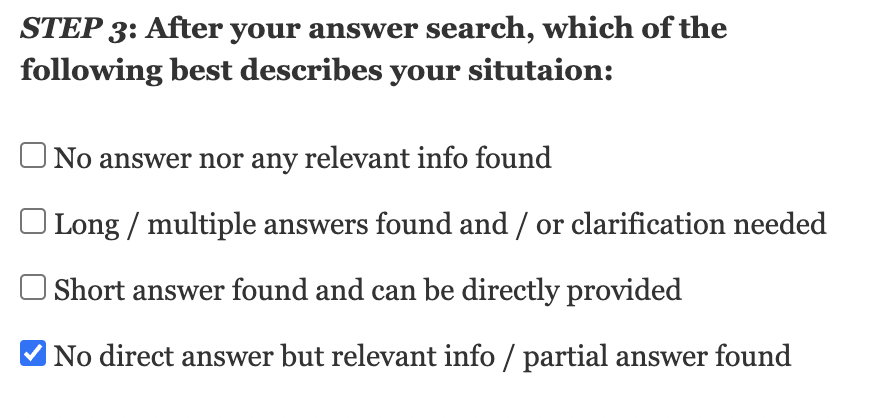 STEP 3: After your answer search, which of the
following best describes your situtaion:
No answer nor any relevant info found
Long / multiple answers found and / or clarification needed
Short answer found and can be directly provided
No direct answer but relevant info / partial answer found